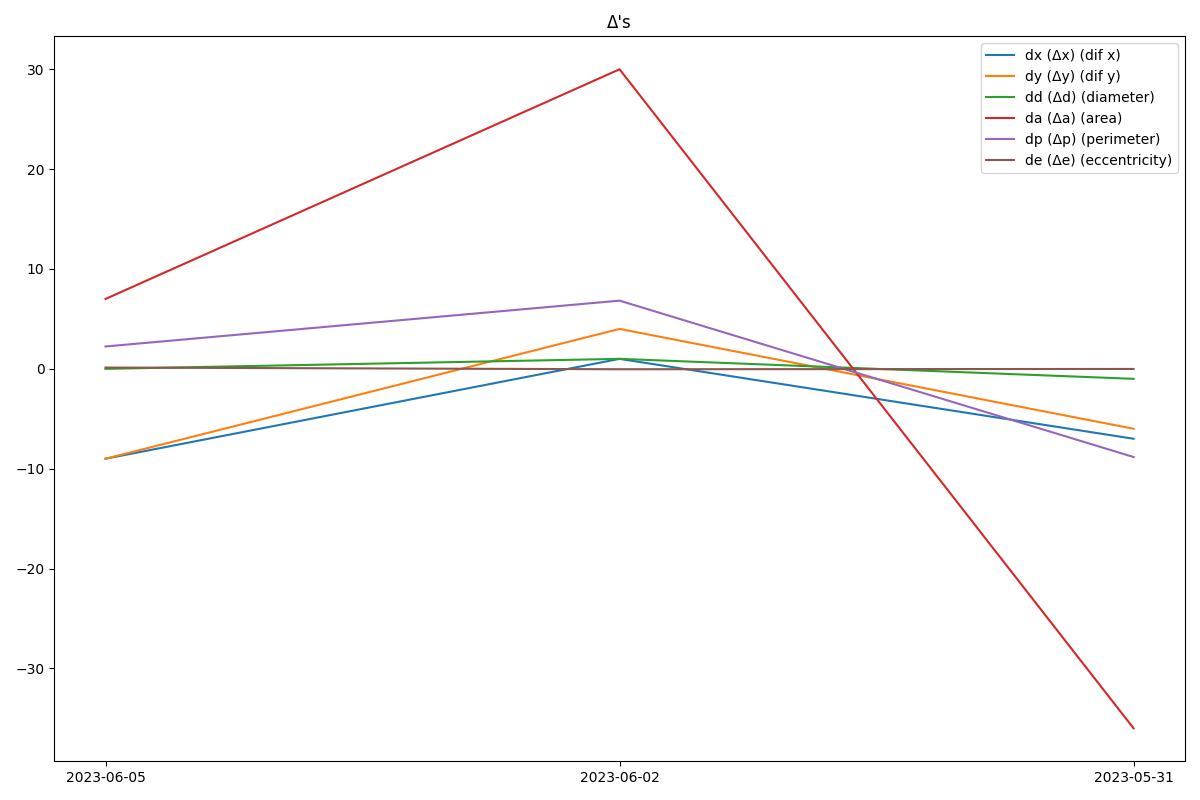 Δ's
dx (Δx) (dif x)
dy (Δy) (dif y)
dd (Δd) (diameter)
da (Δa) (area)
dp (Δp) (perimeter)
de (Δe) (eccentricity)
30
20
10
0
−10
−20
−30
2023-06-05 2023-06-02 2023-05-31